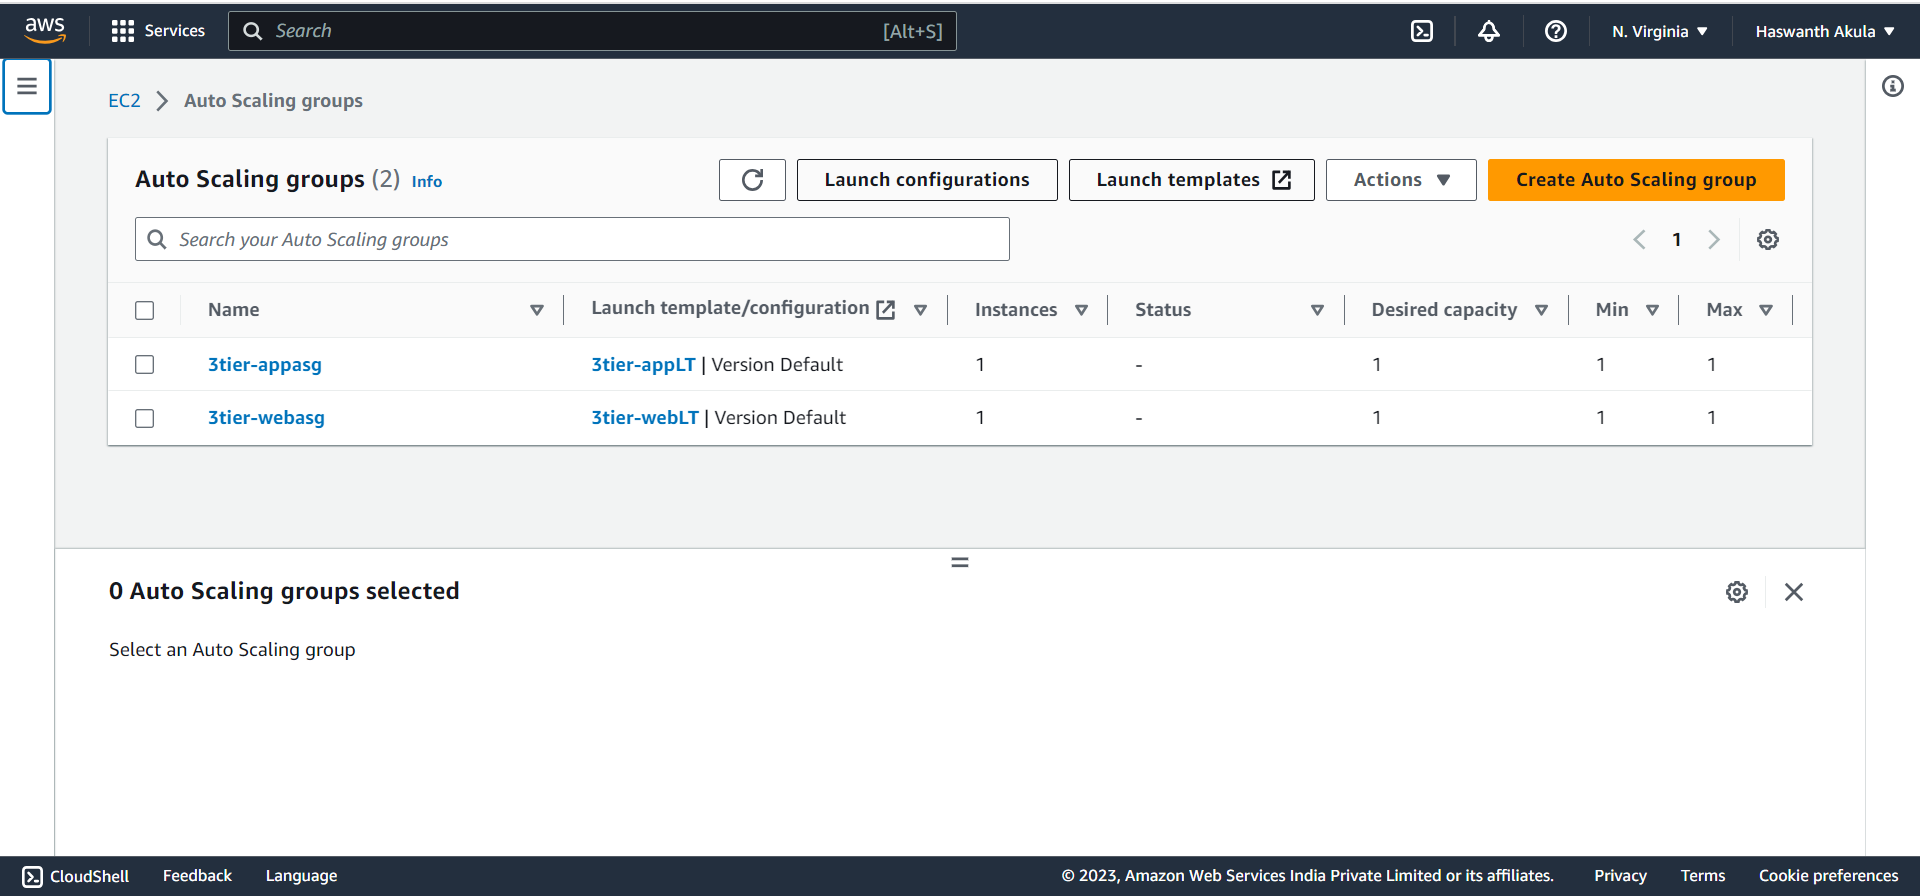 aws Services Search [Alt+S] N. Virginia Haswanth Akula
EC2 Auto Scaling groups
Auto Scaling groups (2) Info Launch configurations Launch templates Actions Create Auto Scaling group
Search your Auto Scaling groups 1
Name Launch template/configuration Instances Status Desired capacity Min Max
3tier-appasg 3tier-appLT | Version Default 1 - 1 1 1
3tier-webasg 3tier-webLT | Version Default 1 - 1 1 1
0 Auto Scaling groups selected
Select an Auto Scaling group
CloudShell Feedback Language © 2023, Amazon Web Services India Private Limited or its affiliates. Privacy Terms Cookie preferences